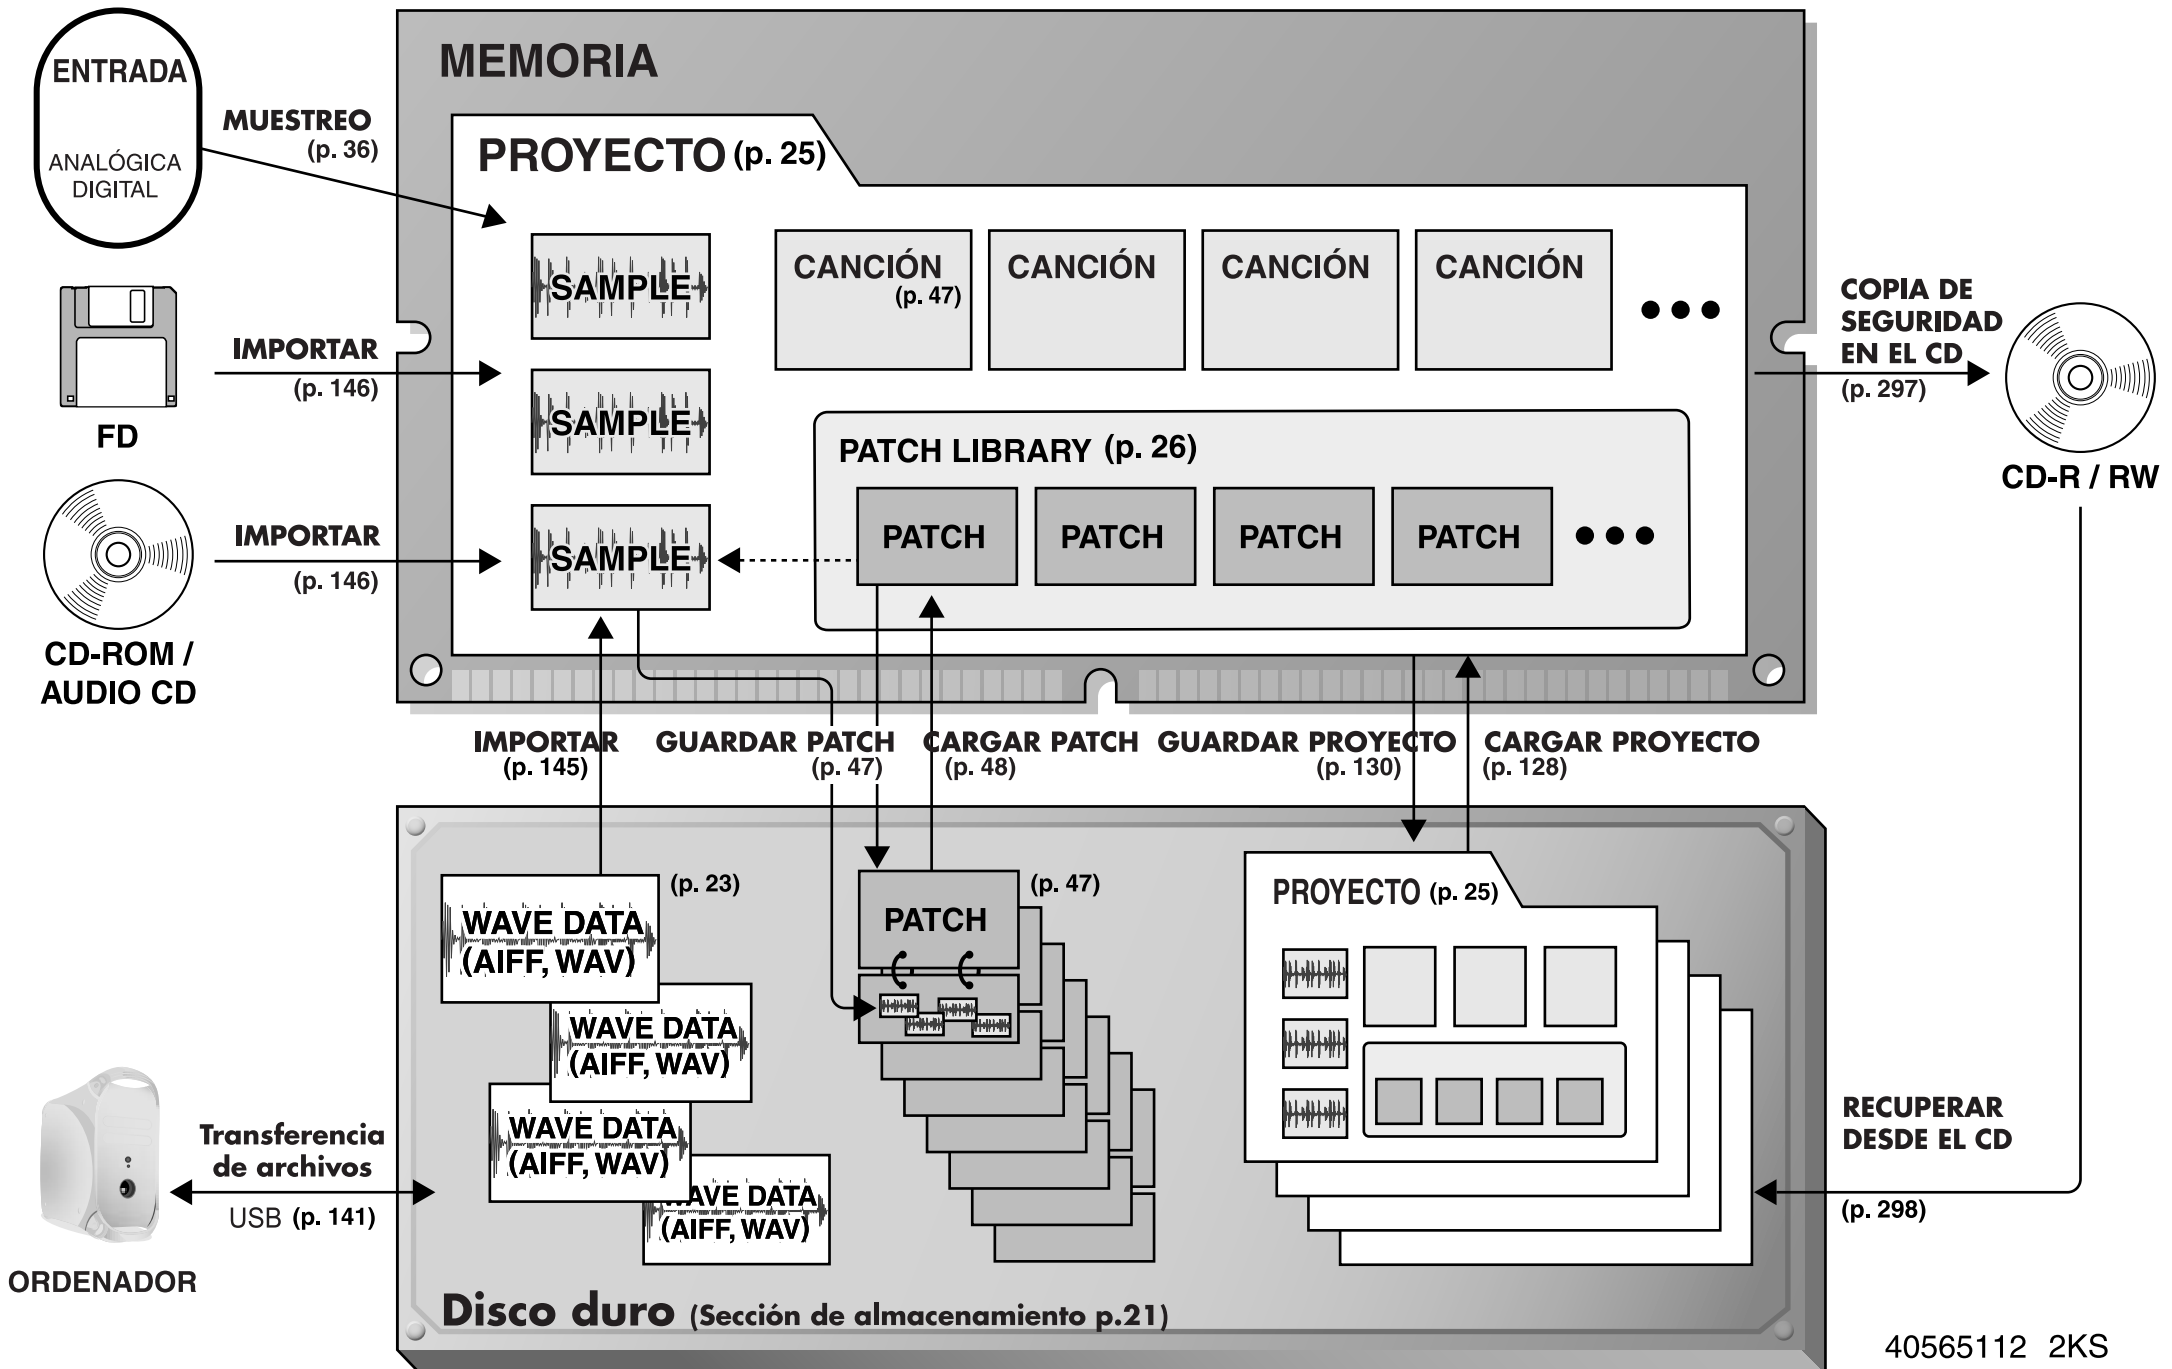 ENTRADA
ANALÓGICA
DIGITAL
MUESTREO
(p. 36)
MEMORIA
PROYECTO (p. 25)
SAMPLE
SAMPLE
SAMPLE
CANCIÓN
(p. 47)
CANCIÓN
CANCIÓN
CANCIÓN
FD
IMPORTAR
(p. 146)
CD-ROM /
AUDIO CD
IMPORTAR
(p. 146)
PATCH LIBRARY (p. 26)
PATCH
PATCH
PATCH
PATCH
COPIA DE
SEGURIDAD
EN EL CD
(p. 297)
CD-R / RW
IMPORTAR
(p. 145)
GUARDAR PATCH
(p. 47)
CARGAR PATCH
(p. 48)
GUARDAR PROYECTO
(p. 130)
CARGAR PROYECTO
(p. 128)
(p. 23)
WAVE DATA
(AIFF, WAV)
WAVE DATA
(AIFF, WAV)
WAVE DATA
(AIFF, WAV)
WAVE DATA
(AIFF, WAV)
PATCH
(p. 47)
PROYECTO (p. 25)
Transferencia
de archivos
USB (p. 141)
ORDENADOR
RECUPERAR
DESDE EL CD
(p. 298)
Disco duro (Sección de almacenamiento p.21)
40565112 2KS